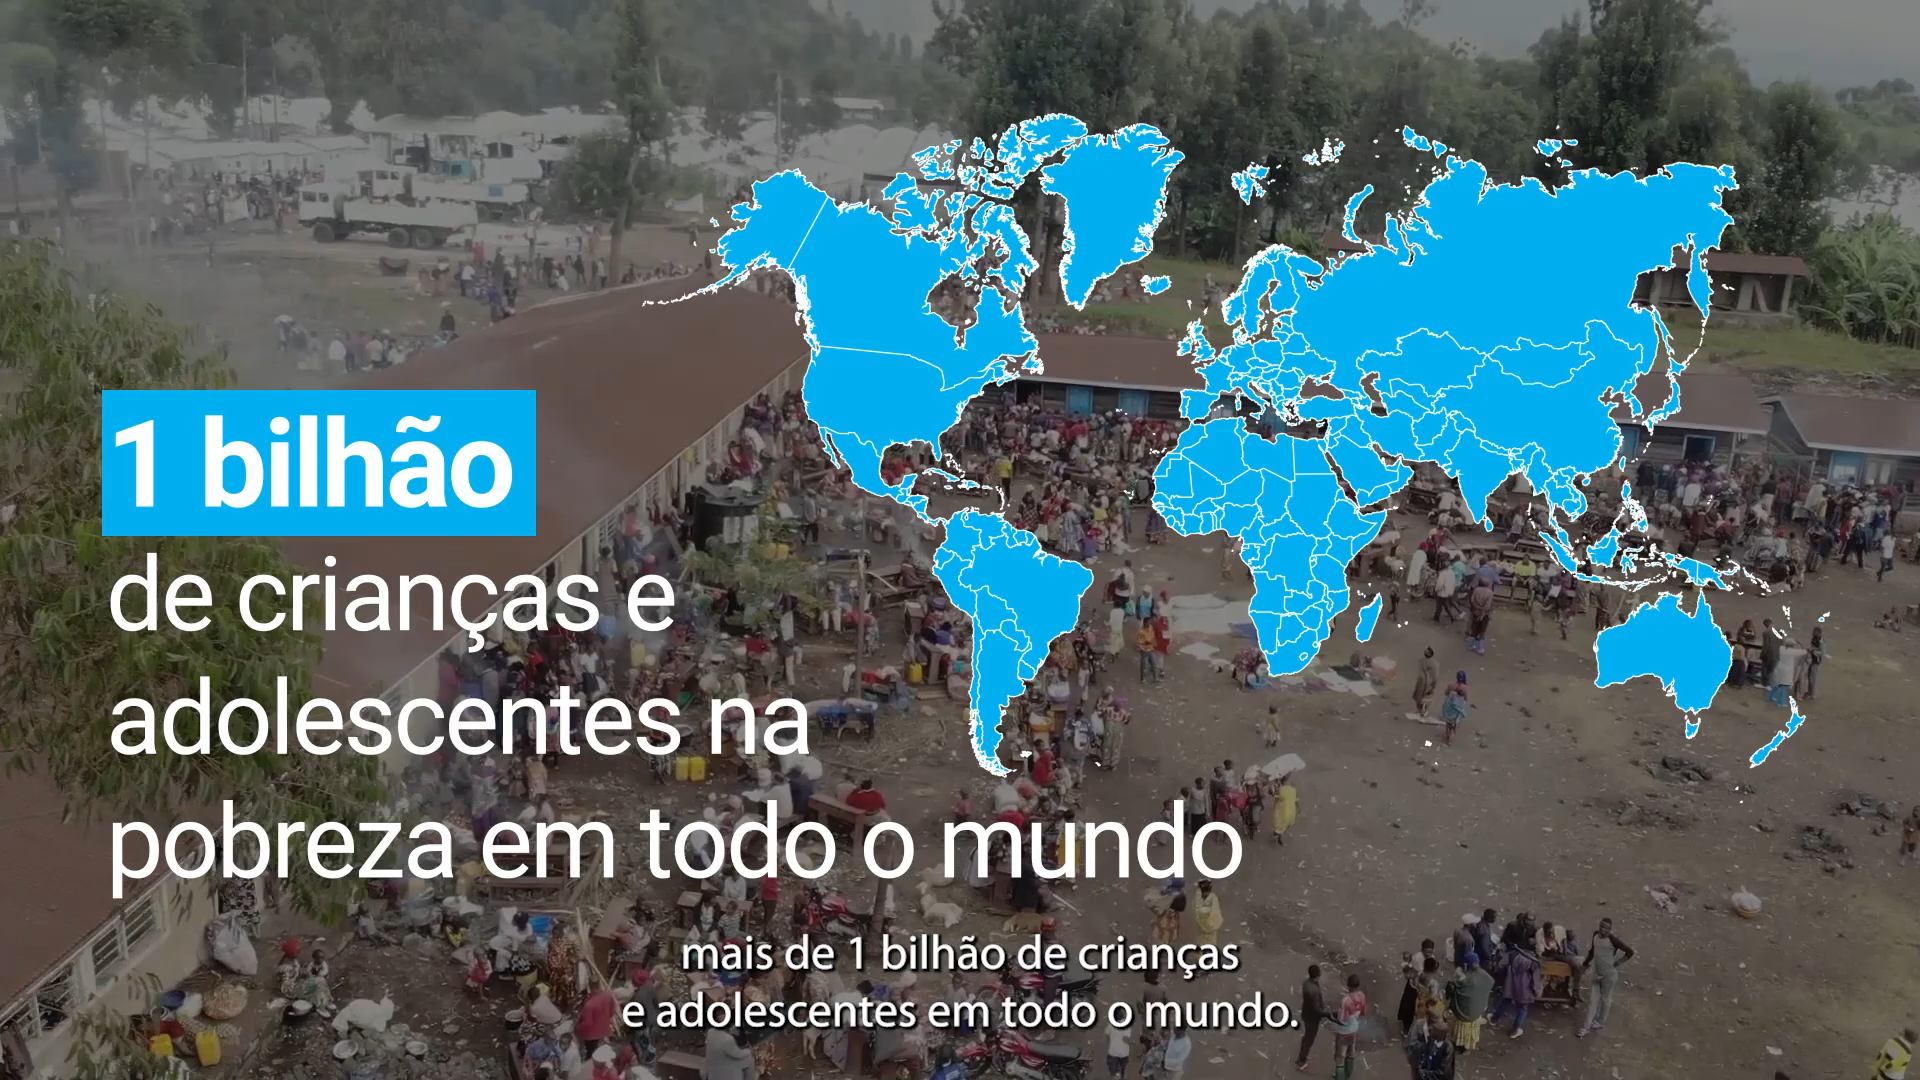 1 bilhão
de crianças e
adolescentes na
pobreza em todo o mundo
mais de 1 bilhão de crianças
e adolescentes em todo o mundo.